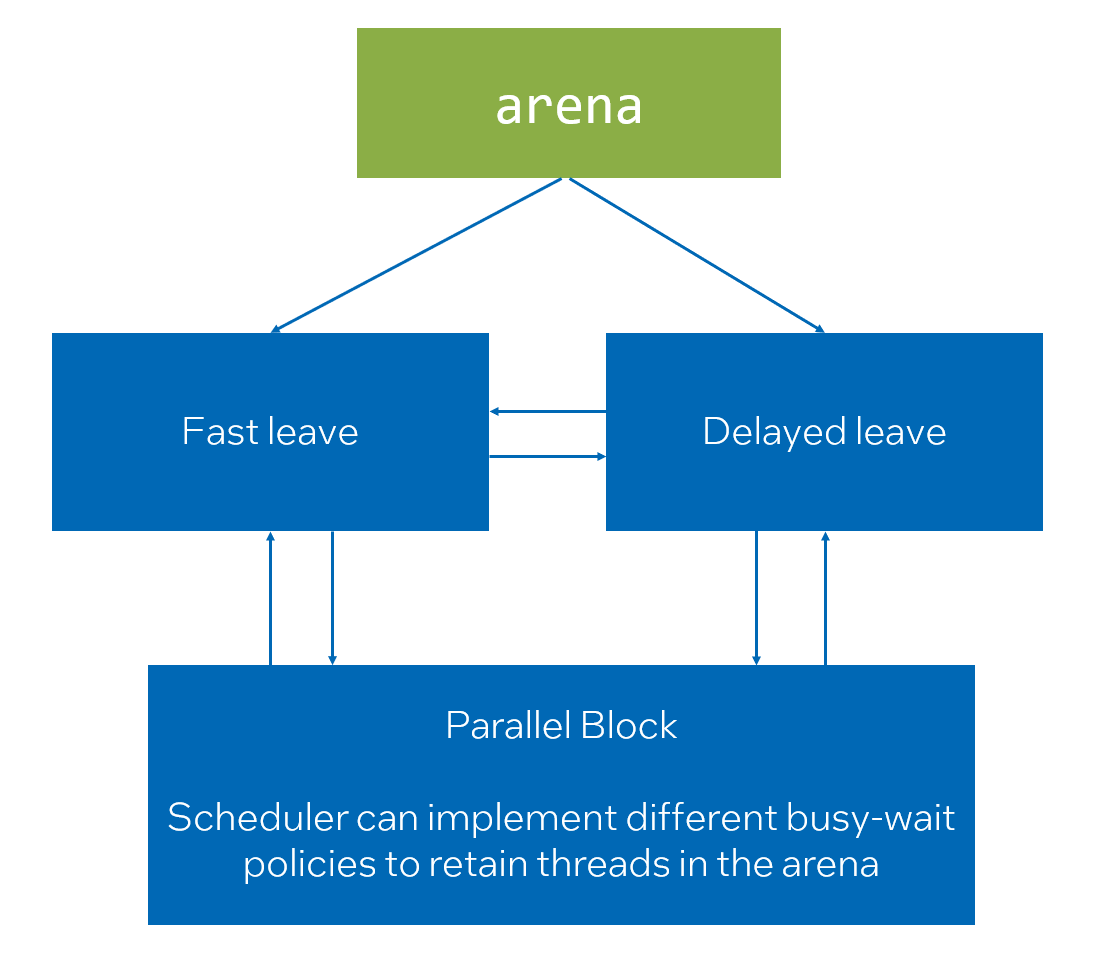 arena
Fast leave
Delayed leave
Parallel Block
Scheduler can implement different busy-wait
policies to retain threads in the arena